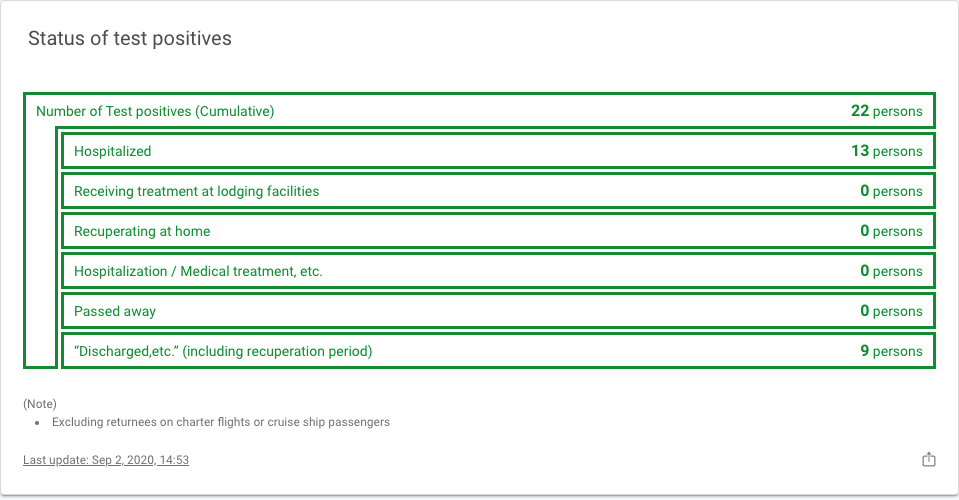 Status of test positives
Number of Test positives (Cumulative) 22 persons
Hospitalized 13 persons
Receiving treatment at lodging facilities 0 persons
Recuperating at home 0 persons
Hospitalization / Medical treatment, etc. 0 persons
Passed away 0 persons
“Discharged,etc.” (including recuperation period) 9 persons
(Note)
• Excluding returnees on charter flights or cruise ship passengers
Last update: Sep 2, 2020, 14:53